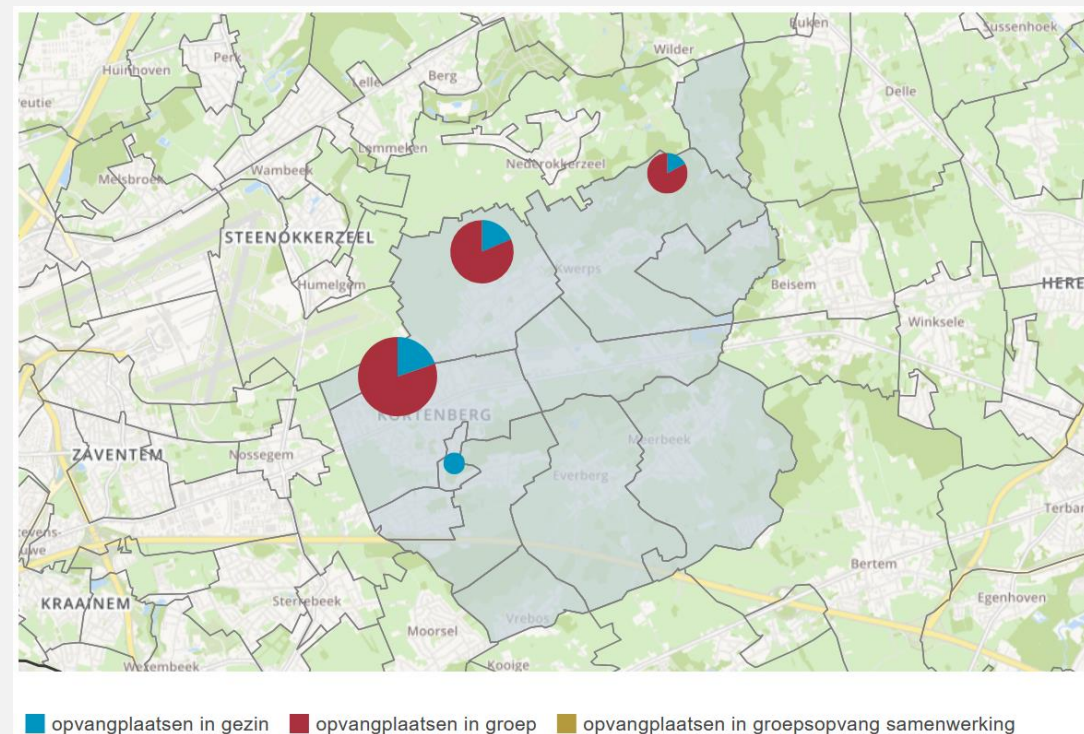 Buken
Sussenhoek
Wilder
Huinhoven
Perk
Berg
Lelle
Delle
Lemmeken
Nederokkerzeel
Wambeek
Melsbroek
STEENOKKERZEEL
Kwerps
Humelgem
Beisem
HERE
Winksele
KORTENBERG
Meerbeek
ZAVENTEM
Nossegem
Everberg
Terban
Bertem
Egenhoven
KRAAINEM
Sterrebeek
Vrebos
Moorsel
Kooige
Wezembeek
opvangplaatsen in gezin opvangplaatsen in groep opvangplaatsen in groepsopvang samenwerking